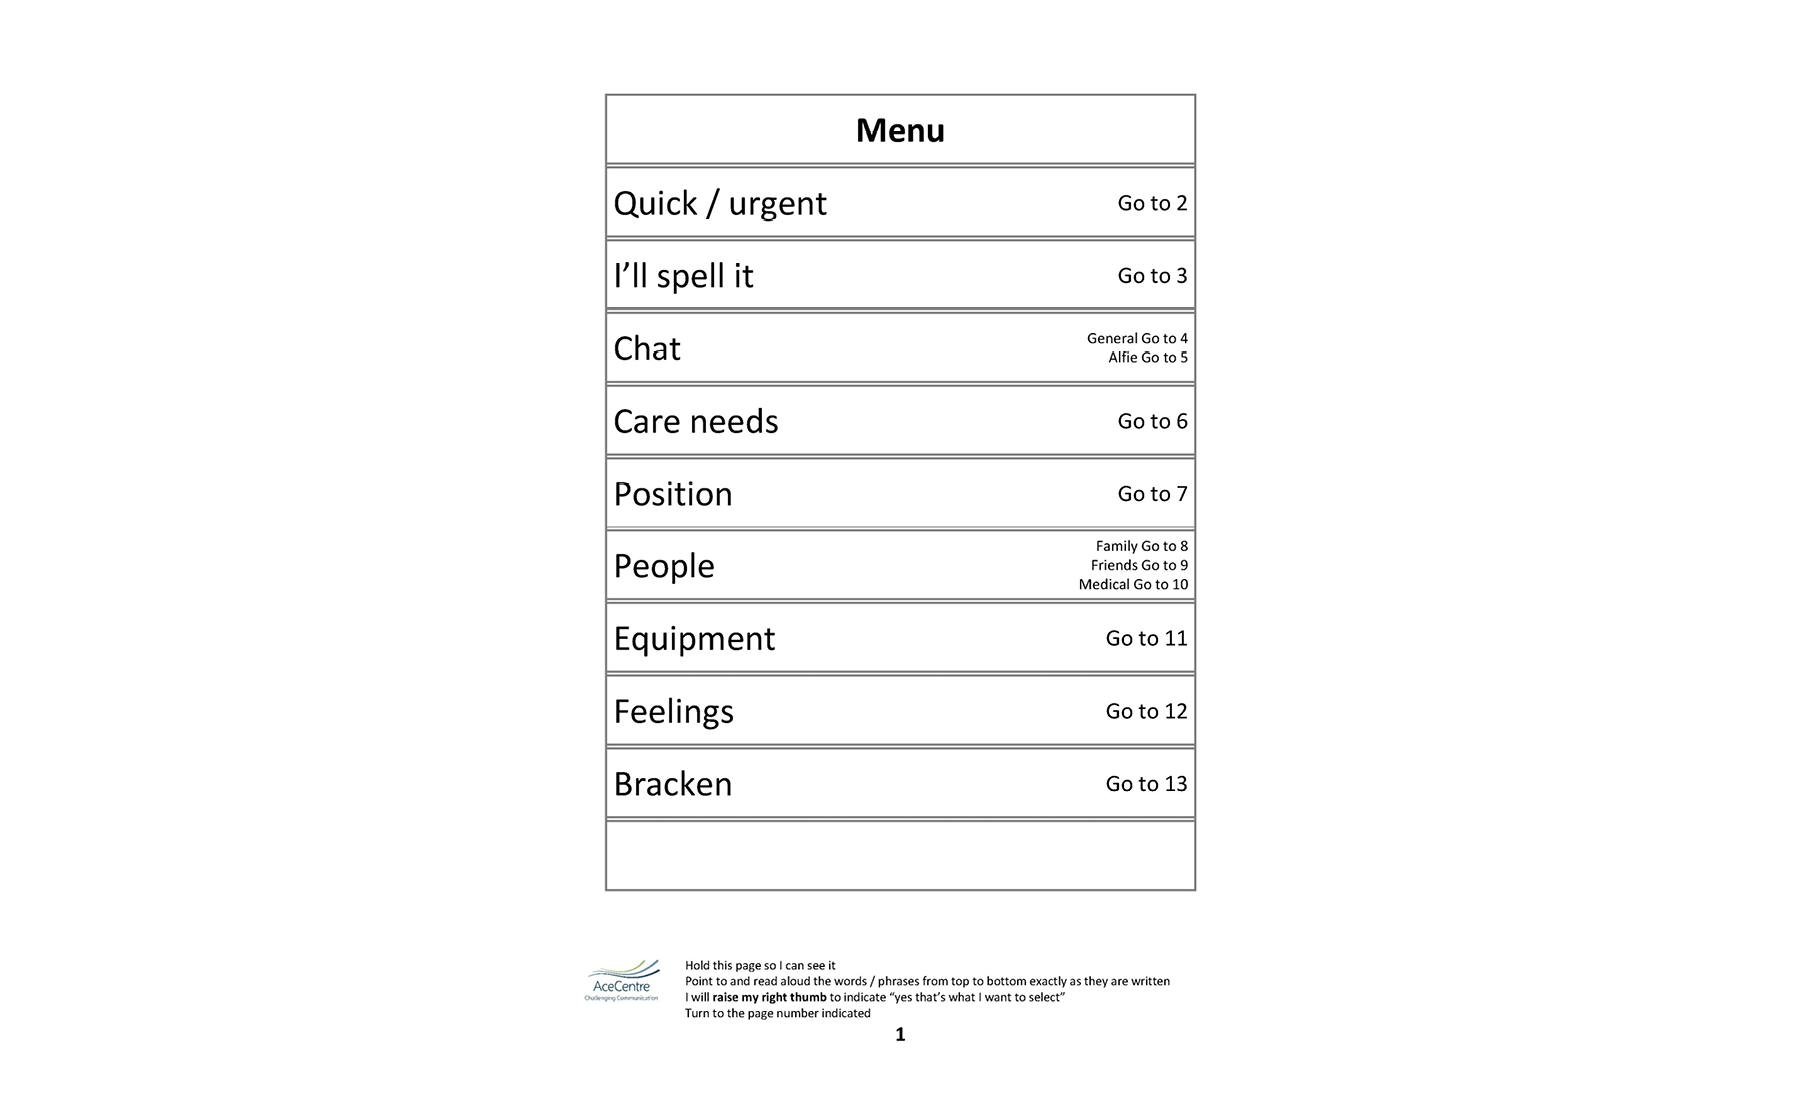 Menu
Quick / urgent Go to 2
I’ll spell it Go to 3
Chat
General Go to 4
Alfie Go to 5
Care needs Go to 6
Position Go to 7
People
Family Go to 8
Friends Go to 9
Medical Go to 10
Equipment Go to 11
Feelings Go to 12
Bracken Go to 13
AceCentre
Challenging Communication
Hold this page so I can see it
Point to and read aloud the words / phrases from top to bottom exactly as they are written
I will raise my right thumb to indicate “yes that’s what I want to select”
Turn to the page number indicated
1